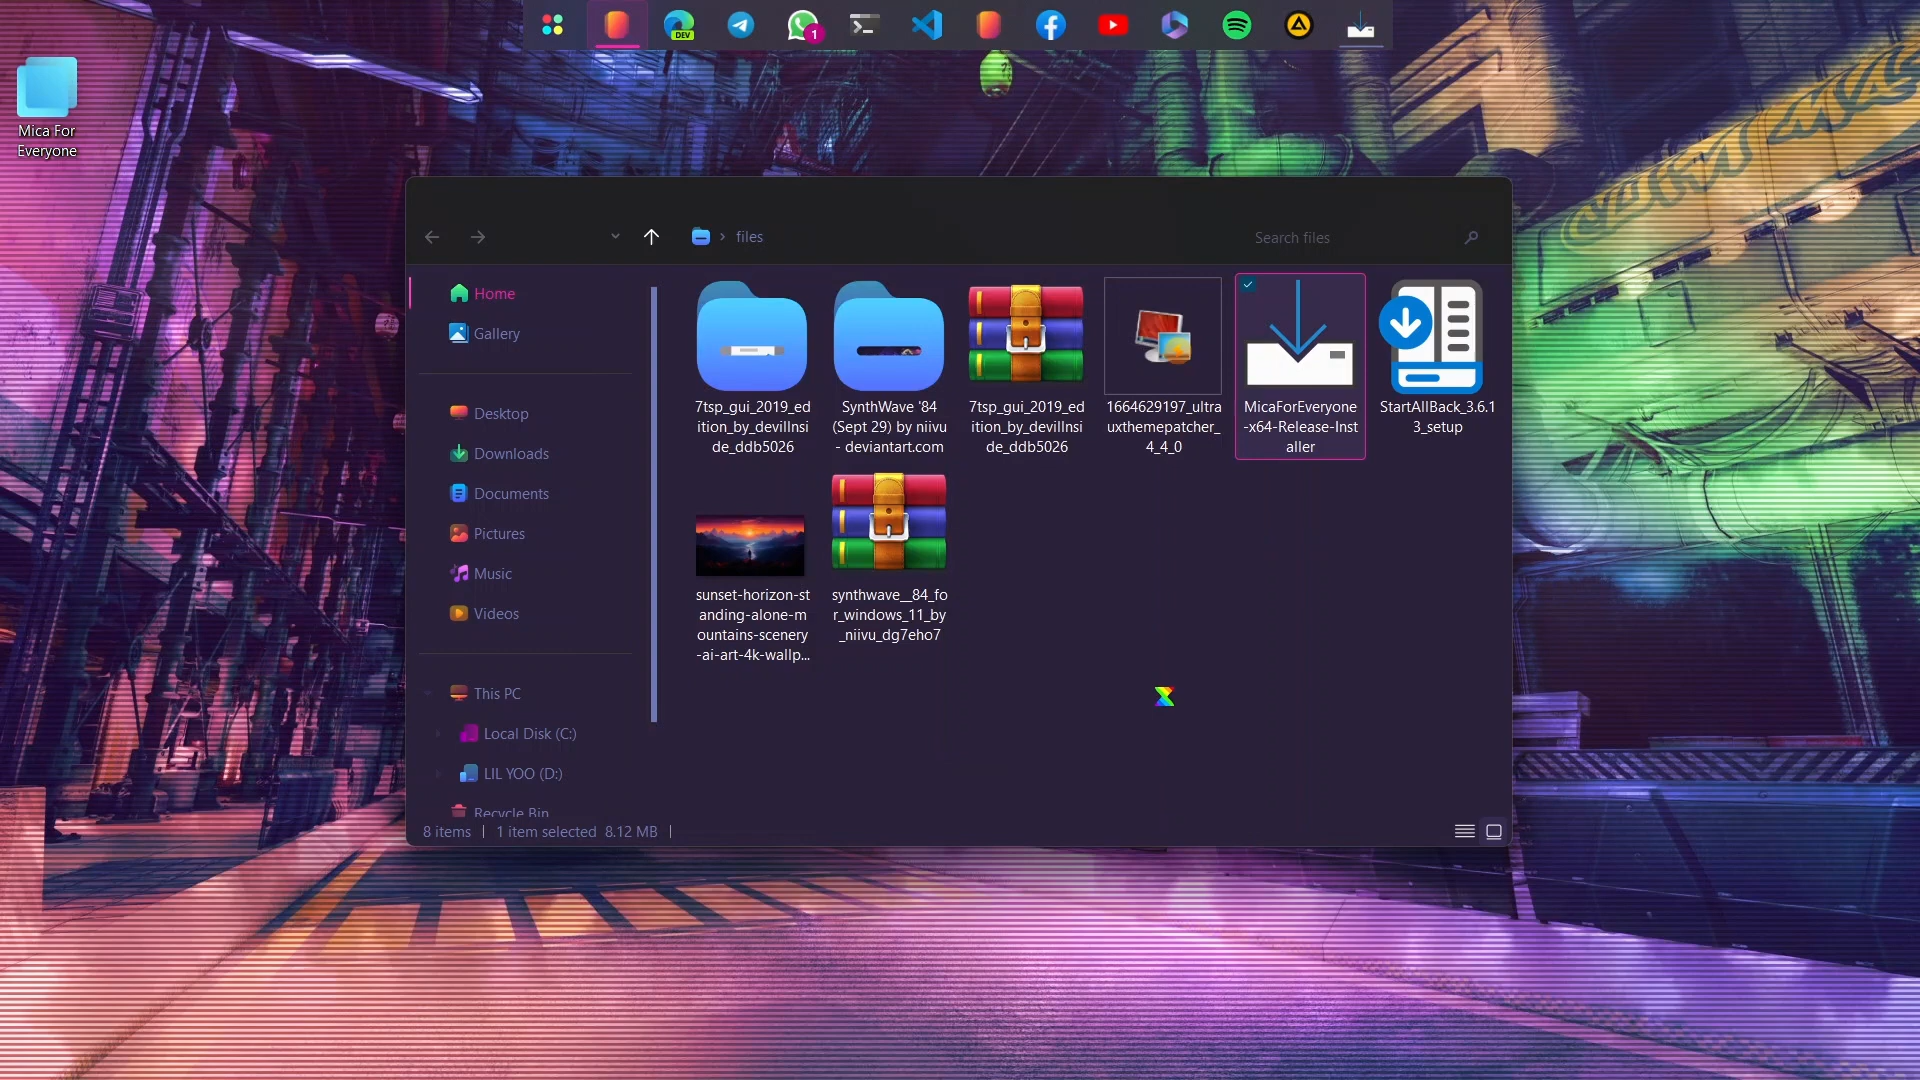 DEV
1
Mica For
Everyone
files
Search files
Home
Gallery
Desktop
Downloads
Documents
Pictures
Music
Videos
This PC
Local Disk (C:)
LIL YOO (D:)
Recycle Bin
7tsp_gui_2019_ed
ition_by_devillnsi
de_ddb5026
SynthWave '84
(Sept 29) by niivu
- deviantart.com
7tsp_gui_2019_ed
ition_by_devillnsi
de_ddb5026
1664629197_ultra
uxthemepatcher_
4_4_0
MicaForEveryone
-x64-Release-Inst
aller
StartAllBack_3.6.1
3_setup
sunset-horizon-st
anding-alone-m
ountains-scenery
-ai-art-4k-wallp...
synthwave__84_fo
r_windows_11_by
_niivu_dg7eho7
8 items | 1 item selected 8.12 MB |